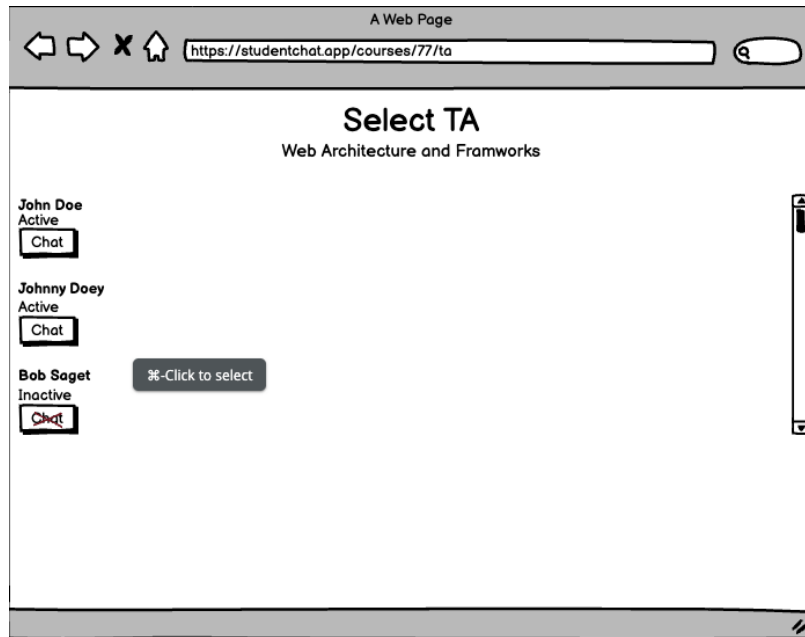 A Web Page
https://studentchat.app/courses/77/ta
Select TA
Web Architecture and Framworks
John Doe
Active
Chat
Johnny Doey
Active
Chat
Bob Saget
⌘-Click to select
Inactive
Chat